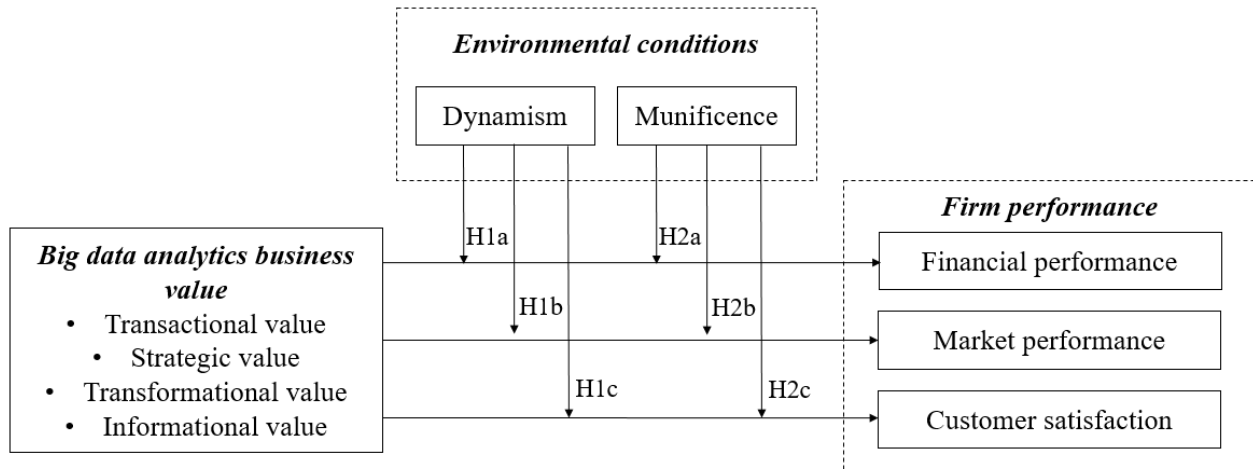 Environmental conditions
Dynamism
Munificence
Firm performance
H1a
H2a
Big data analytics business
value
• Transactional value
• Strategic value
• Transformational value
• Informational value
Financial performance
H1b
H2b
Market performance
H1c
H2c
Customer satisfaction